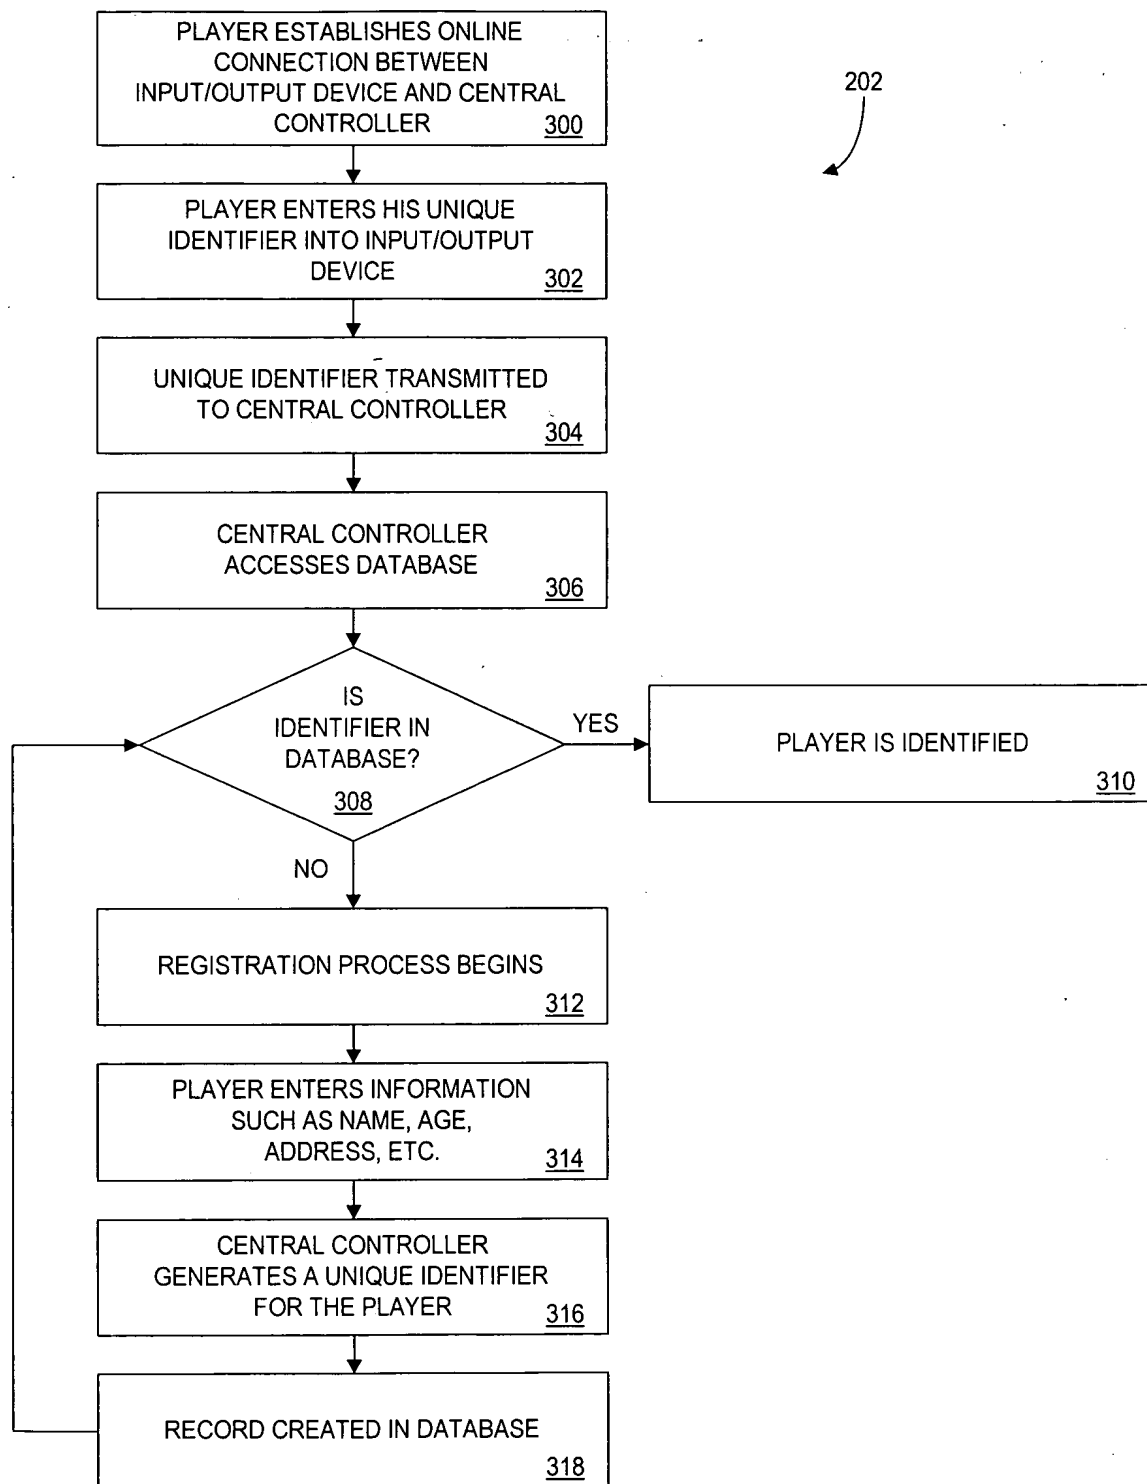 PLAYER ESTABLISHES ONLINE
CONNECTION BETWEEN
INPUT/OUTPUT DEVICE AND CENTRAL
CONTROLLER
300
202
PLAYER ENTERS HIS UNIQUE
IDENTIFIER INTO INPUT/OUTPUT
DEVICE
302
UNIQUE IDENTIFIER TRANSMITTED
TO CENTRAL CONTROLLER
304
CENTRAL CONTROLLER
ACCESSES DATABASE
306
IS
IDENTIFIER IN
DATABASE?
308
YES
PLAYER IS IDENTIFIED
310
NO
REGISTRATION PROCESS BEGINS
312
PLAYER ENTERS INFORMATION
SUCH AS NAME, AGE,
ADDRESS, ETC.
314
CENTRAL CONTROLLER
GENERATES A UNIQUE IDENTIFIER
FOR THE PLAYER
316
RECORD CREATED IN DATABASE
318